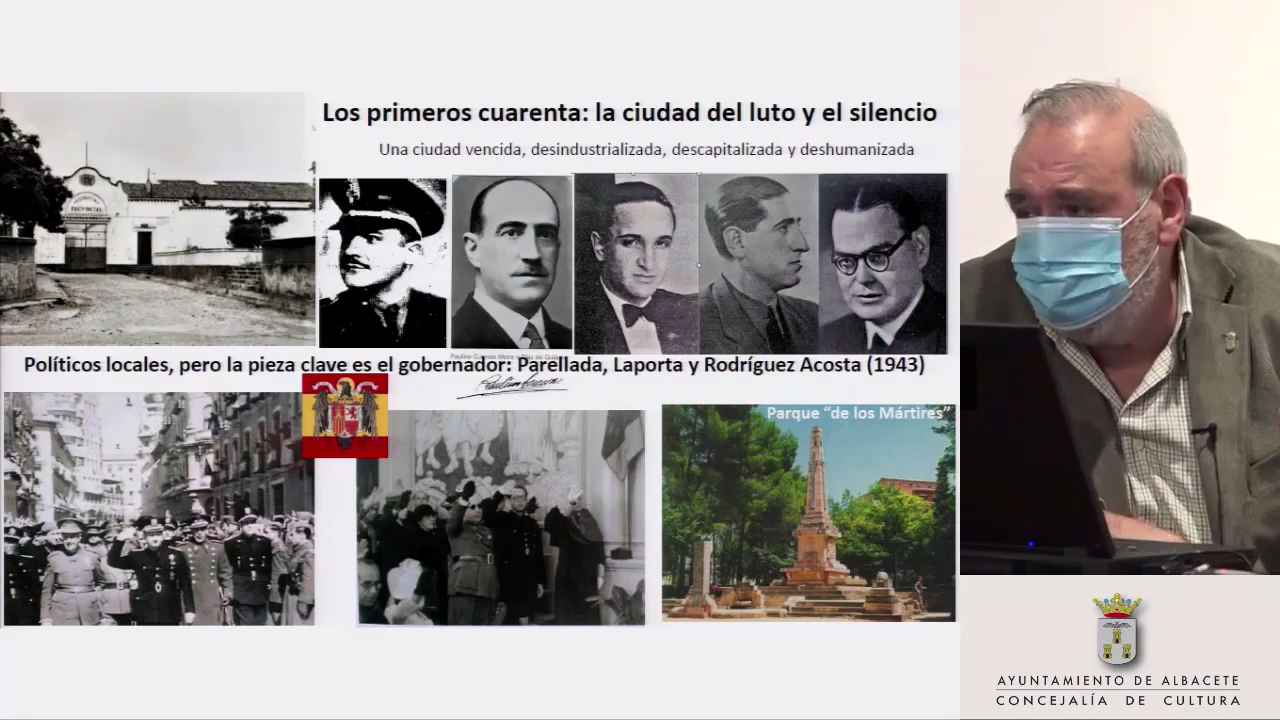 Los primeros cuarenta: la ciudad del luto y el silencio
Una ciudad vencida, desindustrializada, descapitalizada y deshumanizada
PROVINCIAL
Políticos locales, pero la pieza clave es el gobernador: Parellada, Laporta y Rodríguez Acosta (1943)
Parque “de los Mártires”
AYUNTAMIENTO DE ALBACETE
CONCEJALÍA DE CULTURA